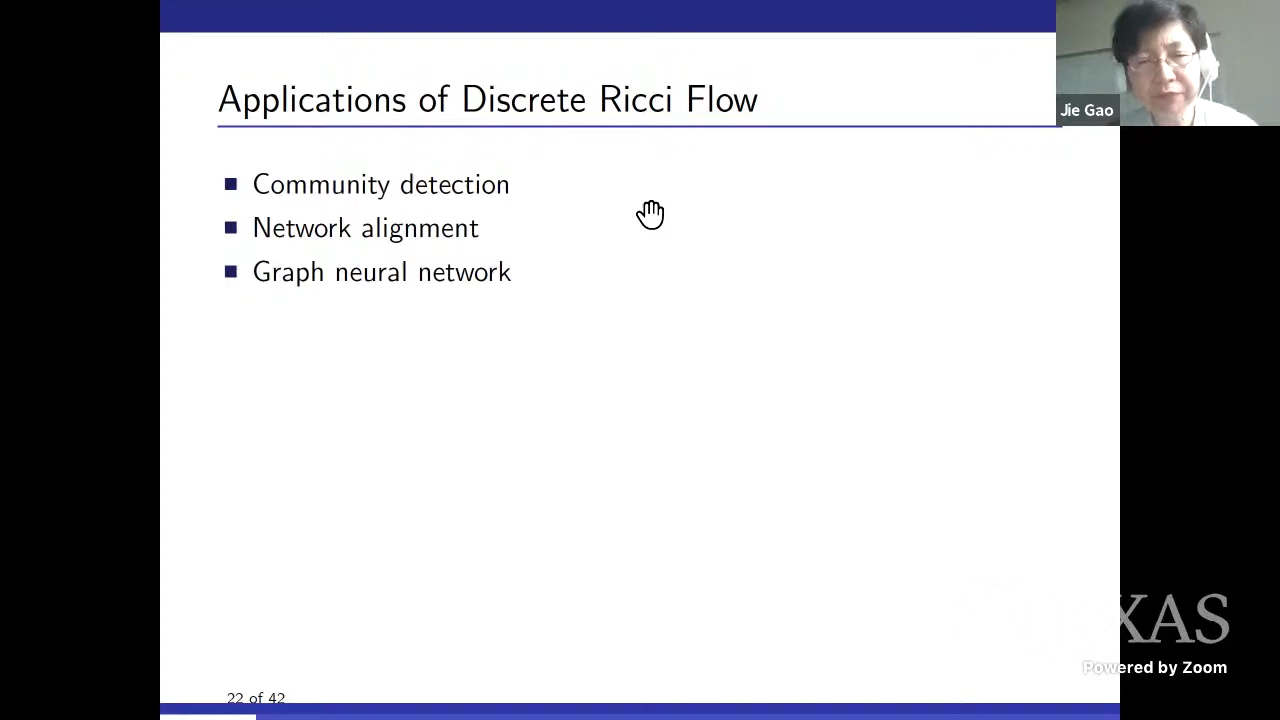 Applications of Discrete Ricci Flow
Jie Gao
Community detection
Network alignment
Graph neural network
XAS
Powered by Zoom
22 of 42